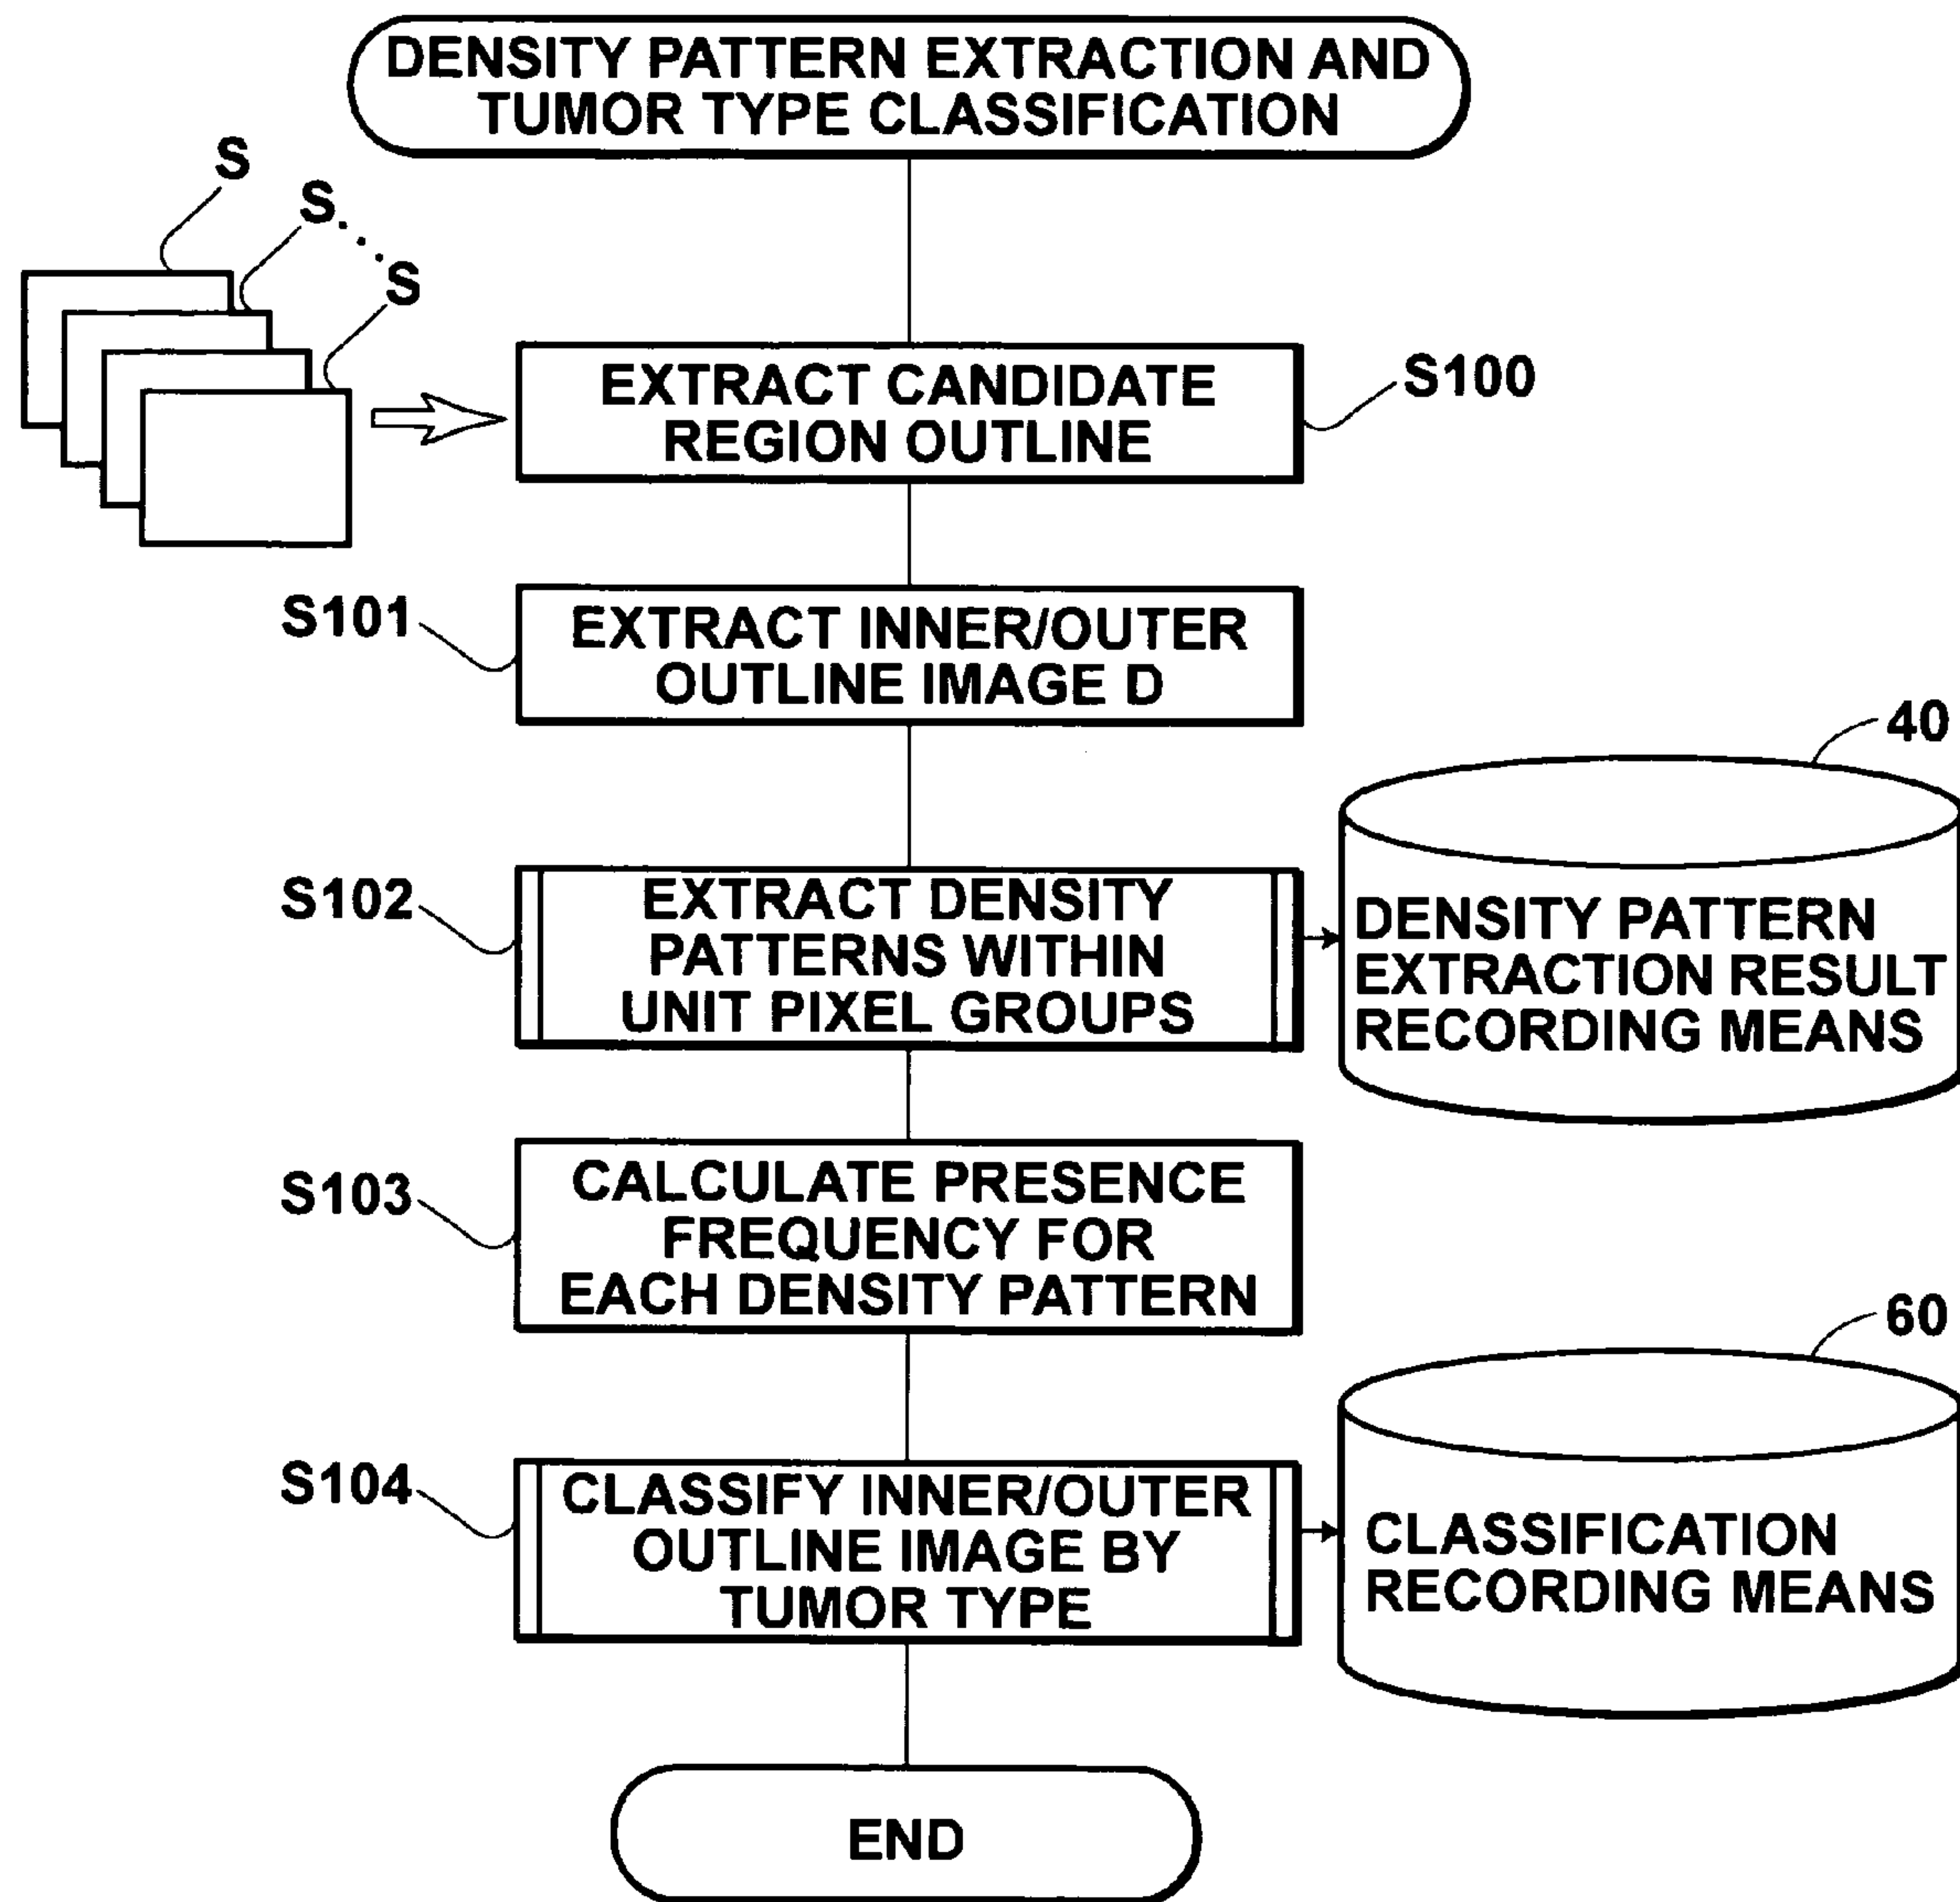 DENSITY PATTERN EXTRACTION AND
TUMOR TYPE CLASSIFICATION
S
S
S
EXTRACT CANDIDATE
REGION OUTLINE
S100
S101
EXTRACT INNER/OUTER
OUTLINE IMAGE D
40
S102
EXTRACT DENSITY
PATTERNS WITHIN
UNIT PIXEL GROUPS
DENSITY PATTERN
EXTRACTION RESULT
RECORDING MEANS
S103
CALCULATE PRESENCE
FREQUENCY FOR
EACH DENSITY PATTERN
60
S104
CLASSIFY INNER/OUTER
OUTLINE IMAGE BY
TUMOR TYPE
CLASSIFICATION
RECORDING MEANS
END